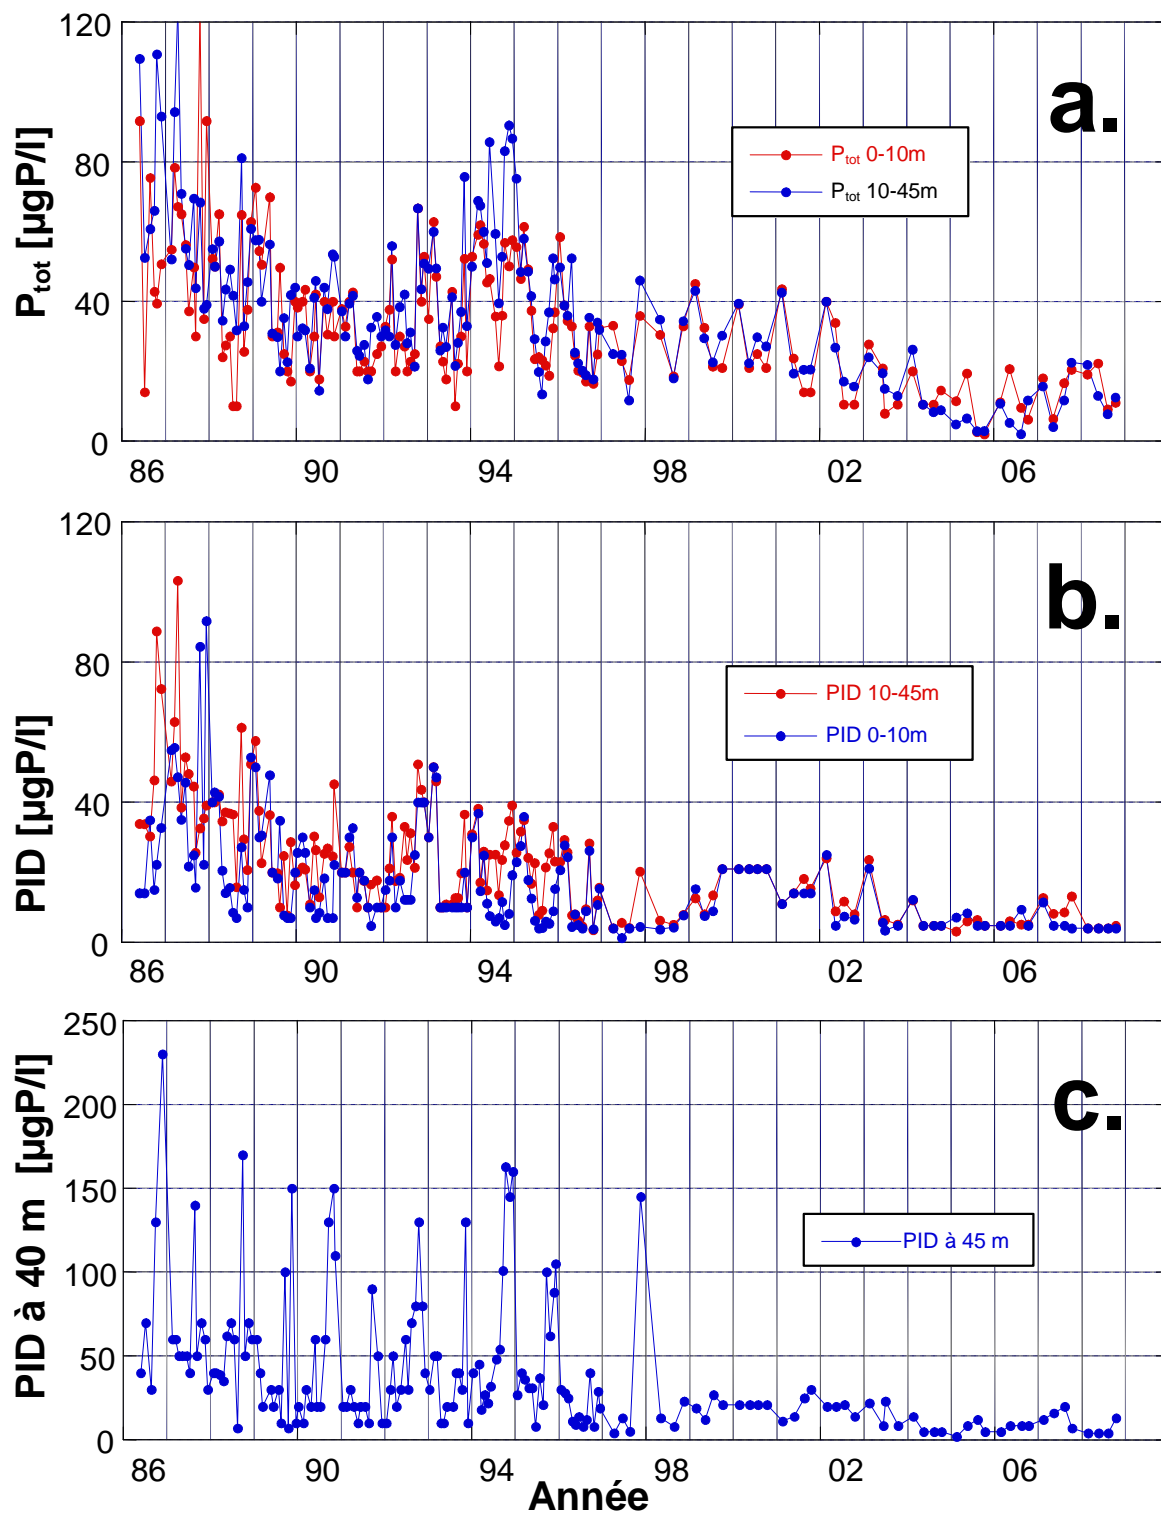 a.
Ptot [µgP/l]
120
80
40
0
Ptot 0-10m
Ptot 10-45m
86 90 94 98 02 06
b.
PID [µgP/l]
120
80
40
0
PID 10-45m
PID 0-10m
86 90 94 98 02 06
c.
PID à 40 m [µgP/l]
250
200
150
100
50
0
PID à 45 m
86 90 94 98 02 06
Année